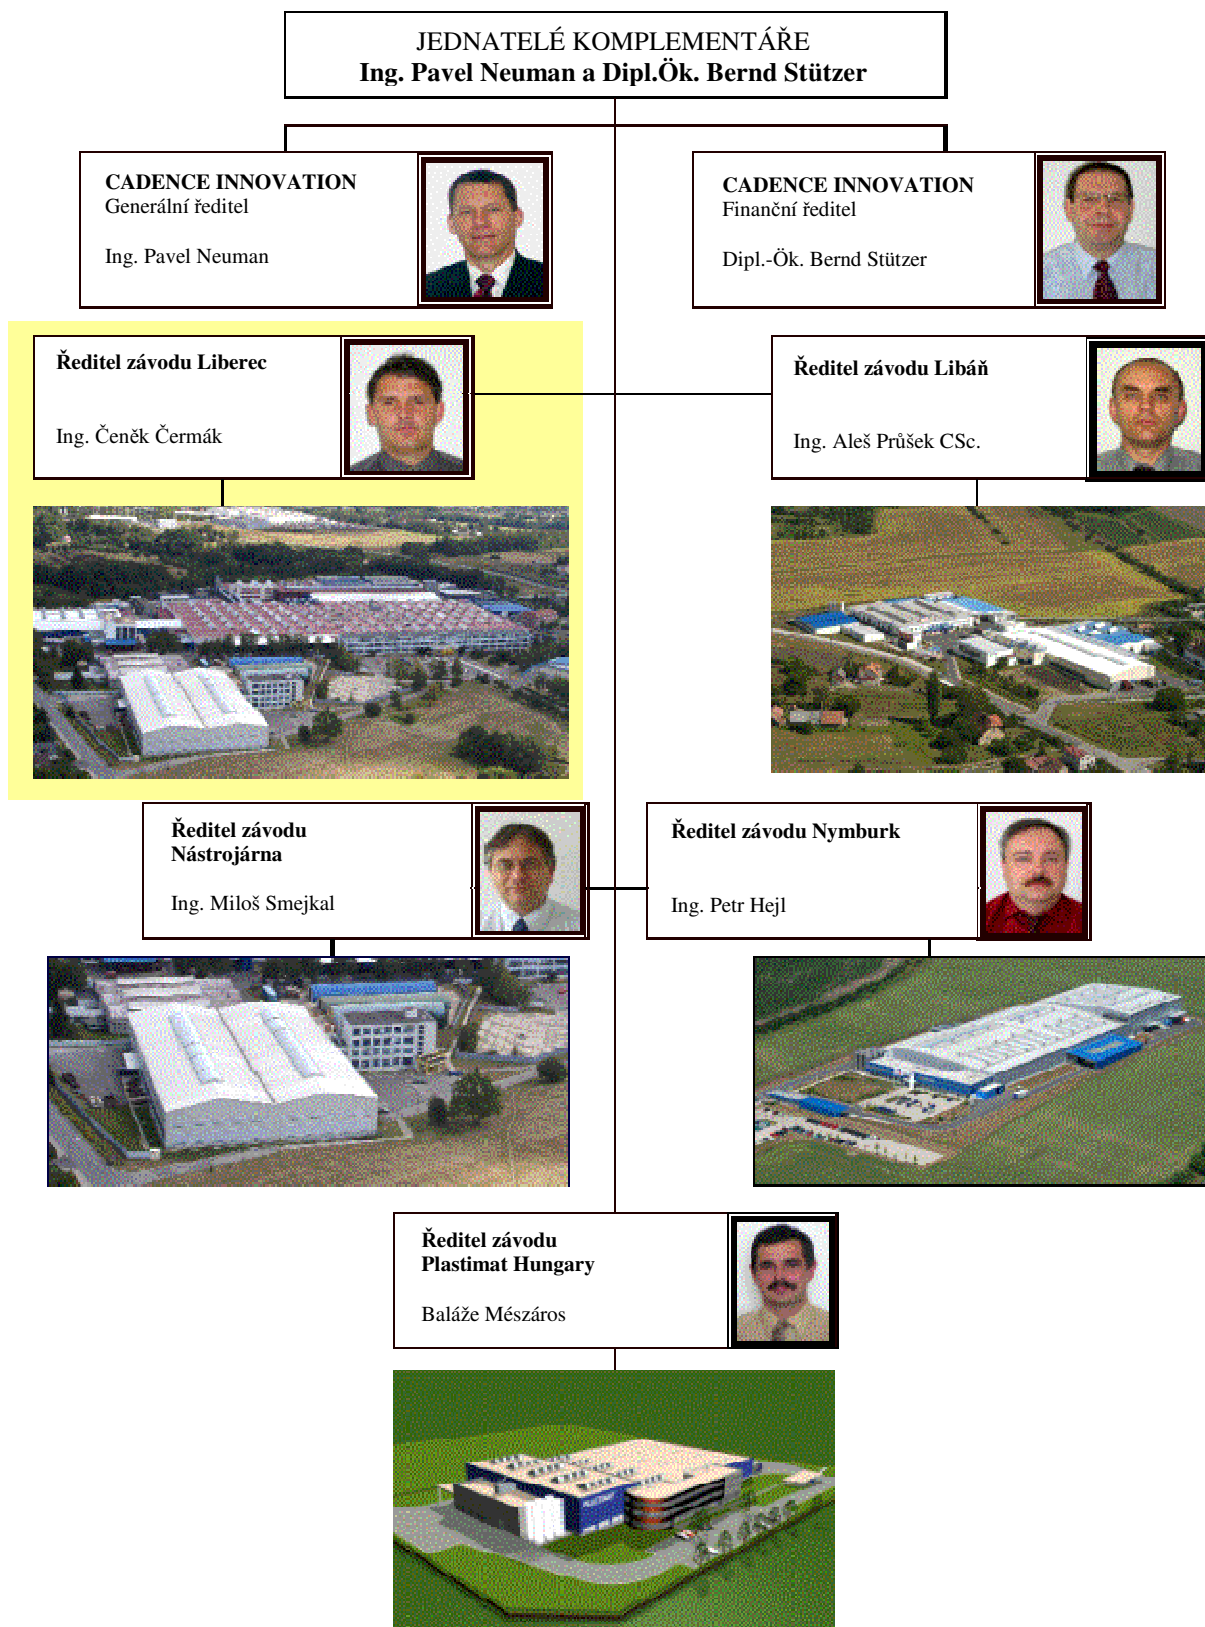 JEDNATELÉ KOMPLEMENTÁŘE
Ing. Pavel Neuman a Dipl.Ök. Bernd Stützer
CADENCE INNOVATION
Generální ředitel
Ing. Pavel Neuman
CADENCE INNOVATION
Finanční ředitel
Dipl.-Ök. Bernd Stützer
Ředitel závodu Liberec
Ing. Čeněk Čermák
Ředitel závodu Libáň
Ing. Aleš Průšek CSc.
Ředitel závodu
Nástrojárna
Ing. Miloš Smejkal
Ředitel závodu Nymburk
Ing. Petr Hejl
Ředitel závodu
Plastimat Hungary
Baláže Mészáros